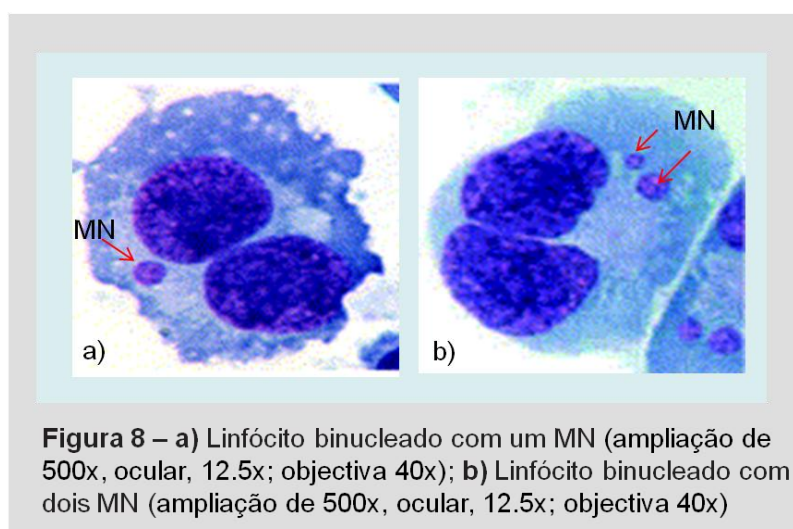 MN
MN
a)
b)
Figura 8 – a) Linfócito binucleado com um MN (ampliação de
500x, ocular, 12.5x; objectiva 40x); b) Linfócito binucleado com
dois MN (ampliação de 500x, ocular, 12.5x; objectiva 40x)